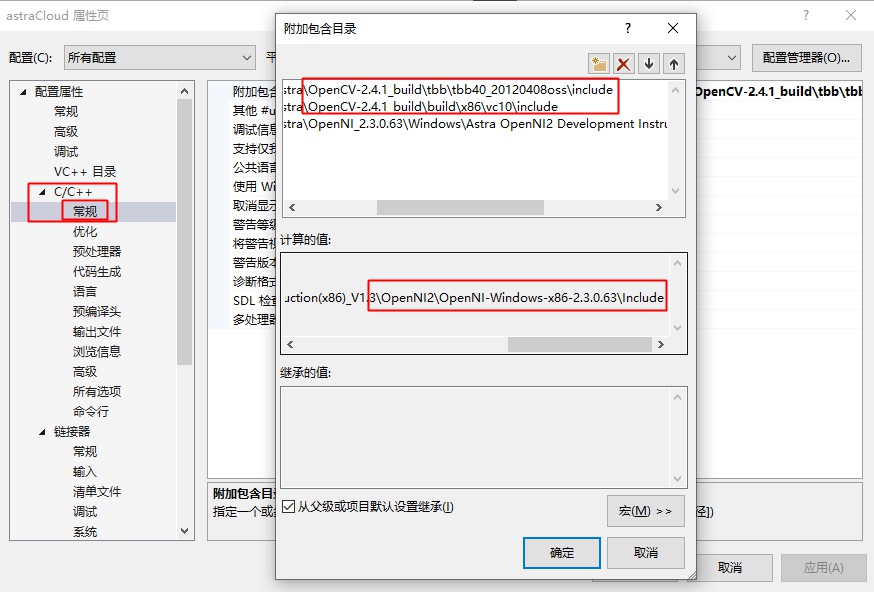 astraCloud 属性页
配置(C):
所有配置
配置管理器(O)...
配置属性
常规
高级
调试
VC++ 目录
C/C++
常规
优化
预处理器
代码生成
语言
预编译头
输出文件
浏览信息
高级
所有选项
命令行
链接器
常规
输入
清单文件
调试
系统
附加包含
其他 #u
调试信息
支持仅我
公共语言
使用 Wi
取消显示
警告等级
将警告视
警告版本
诊断格式
SDL 检查
多处理器
OpenCV-2.4.1_build\tbb\tbb
附加包含目录
指定一个或
径])
取消
应用(A)
附加包含目录
stra\OpenCV-2.4.1_build\tbb\tbb40_20120408oss\include
stra\OpenCV-2.4.1_build\build\x86\vc10\include
stra\OpenNI_2.3.0.63\Windows\Astra OpenNI2 Development Instru
计算的值:
uction(x86)_V1.3\OpenNI2\OpenNI-Windows-x86-2.3.0.63\Include
继承的值:
从父级或项目默认设置继承(I)
宏(M) >>
确定
取消